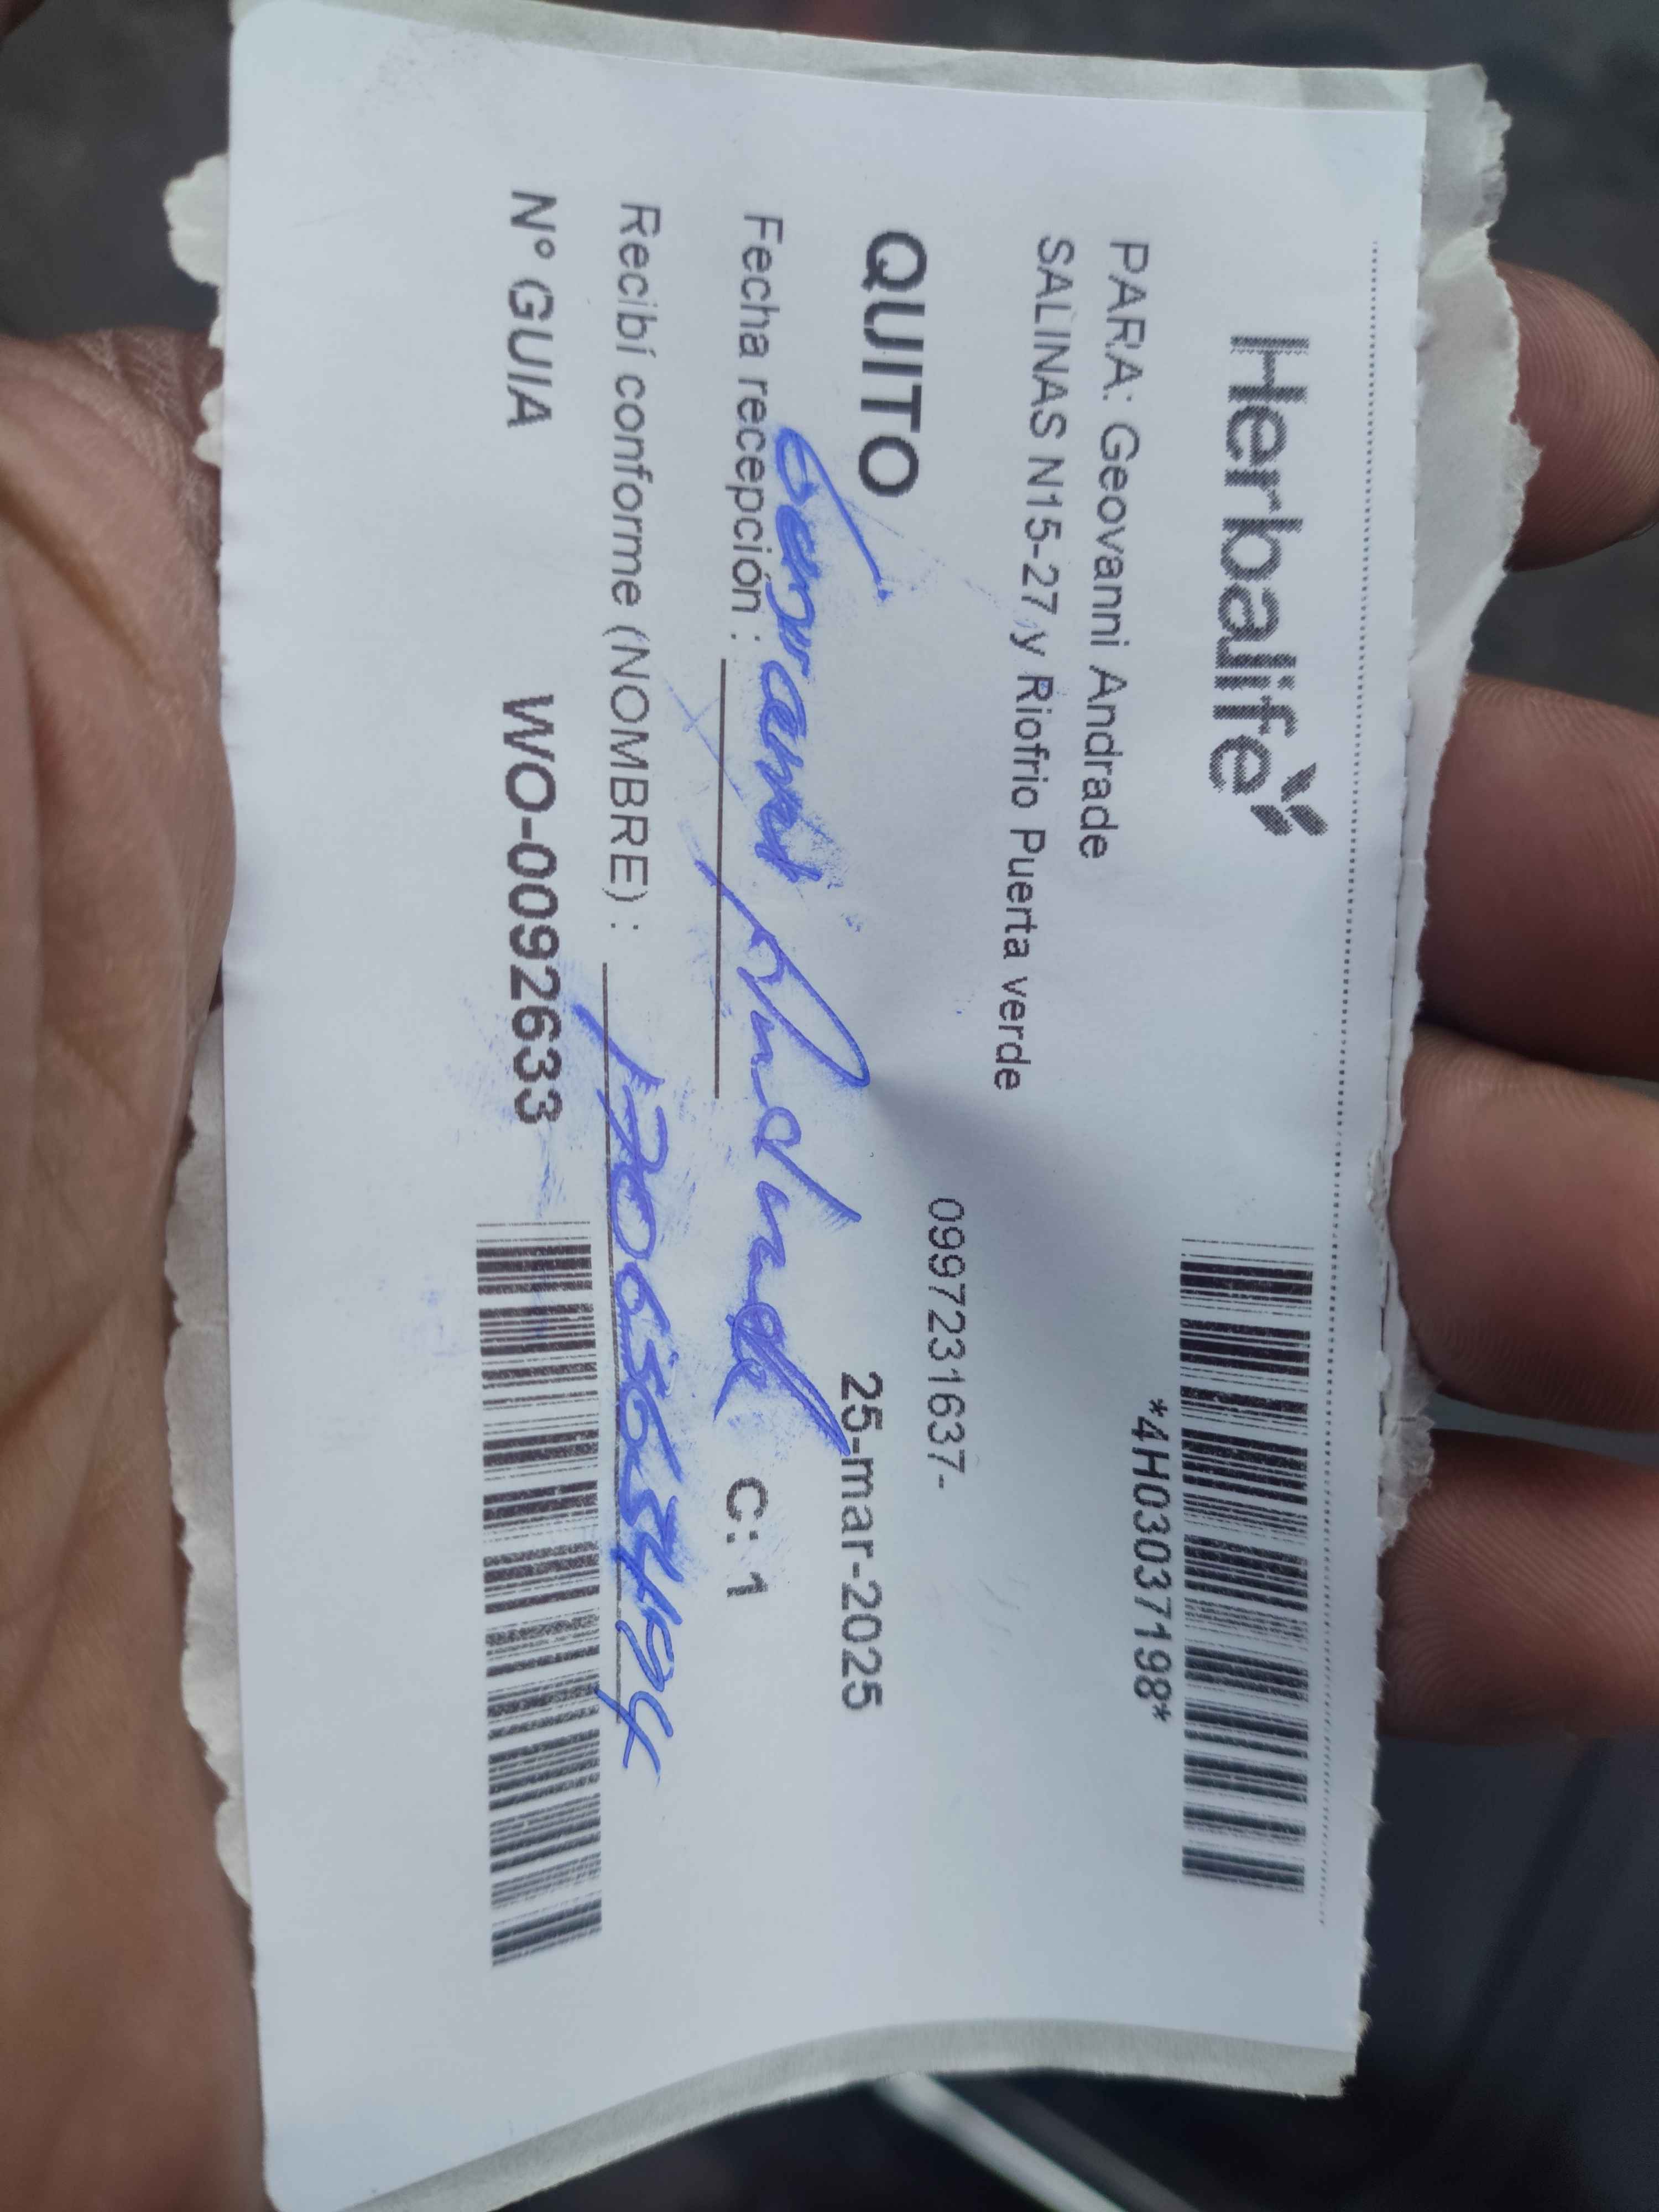 Herbalife
*4H03037198*
PARA: Geovanni Andrade
SALINAS N15-27 y Riofrio Puerta verde
0997231637-
QUITO
25-mar-2025
Geovanni Andrade
Fecha recepción :
C: 1
Recibí conforme (NOMBRE) :
N° GUIA
WO-0092633